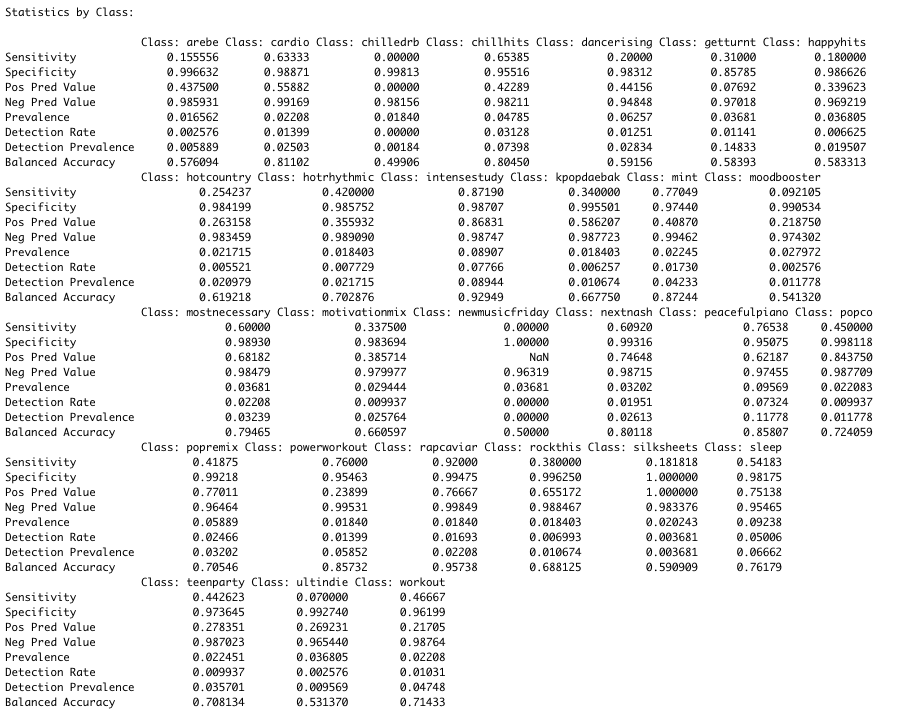 Statistics by Class:
Class: arebe Class: cardio Class: chilledrb Class: chillhits Class: dancerising Class: getturnt Class: happyhits
Sensitivity 0.155556 0.63333 0.00000 0.65385 0.20000 0.31000 0.180000
Specificity 0.996632 0.98871 0.99813 0.95516 0.98312 0.85785 0.986626
Pos Pred Value 0.437500 0.55882 0.00000 0.42289 0.44156 0.07692 0.339623
Neg Pred Value 0.985931 0.99169 0.98156 0.98211 0.94848 0.97018 0.969219
Prevalence 0.016562 0.02208 0.01840 0.04785 0.06257 0.03681 0.036805
Detection Rate 0.002576 0.01399 0.00000 0.03128 0.01251 0.01141 0.006625
Detection Prevalence 0.005889 0.02503 0.00184 0.07398 0.02834 0.14833 0.019507
Balanced Accuracy 0.576094 0.81102 0.49906 0.80450 0.59156 0.58393 0.583313
Class: hotcountry Class: hotrhythmic Class: intensestudy Class: kpopdaebak Class: mint Class: moodbooster
Sensitivity 0.254237 0.420000 0.87190 0.340000 0.77049 0.092105
Specificity 0.984199 0.985752 0.98707 0.995501 0.97440 0.990534
Pos Pred Value 0.263158 0.355932 0.86831 0.586207 0.40870 0.218750
Neg Pred Value 0.983459 0.989090 0.98747 0.987723 0.99462 0.974302
Prevalence 0.021715 0.018403 0.08907 0.018403 0.02245 0.027972
Detection Rate 0.005521 0.007729 0.07766 0.006257 0.01730 0.002576
Detection Prevalence 0.020979 0.021715 0.08944 0.010674 0.04233 0.011778
Balanced Accuracy 0.619218 0.702876 0.92949 0.667750 0.87244 0.541320
Class: mostnecessary Class: motivationmix Class: newmusicfriday Class: nextnash Class: peacefulpiano Class: popco
Sensitivity 0.60000 0.337500 0.00000 0.60920 0.76538 0.450000
Specificity 0.98930 0.983694 1.00000 0.99316 0.95075 0.998118
Pos Pred Value 0.68182 0.385714 NaN 0.74648 0.62187 0.843750
Neg Pred Value 0.98479 0.979977 0.96319 0.98715 0.97455 0.987709
Prevalence 0.03681 0.029444 0.03681 0.03202 0.09569 0.022083
Detection Rate 0.02208 0.009937 0.00000 0.01951 0.07324 0.009937
Detection Prevalence 0.03239 0.025764 0.00000 0.02613 0.11778 0.011778
Balanced Accuracy 0.79465 0.660597 0.50000 0.80118 0.85807 0.724059
Class: popremix Class: powerworkout Class: rapcaviar Class: rockthis Class: silksheets Class: sleep
Sensitivity 0.41875 0.76000 0.92000 0.380000 0.181818 0.54183
Specificity 0.99218 0.95463 0.99475 0.996250 1.000000 0.98175
Pos Pred Value 0.77011 0.23899 0.76667 0.655172 1.000000 0.75138
Neg Pred Value 0.96464 0.99531 0.99849 0.988467 0.983376 0.95465
Prevalence 0.05889 0.01840 0.01840 0.018403 0.020243 0.09238
Detection Rate 0.02466 0.01399 0.01693 0.006993 0.003681 0.05006
Detection Prevalence 0.03202 0.05852 0.02208 0.010674 0.003681 0.06662
Balanced Accuracy 0.70546 0.85732 0.95738 0.688125 0.590909 0.76179
Class: teenparty Class: ultindie Class: workout
Sensitivity 0.442623 0.070000 0.46667
Specificity 0.973645 0.992740 0.96199
Pos Pred Value 0.278351 0.269231 0.21705
Neg Pred Value 0.987023 0.965440 0.98764
Prevalence 0.022451 0.036805 0.02208
Detection Rate 0.009937 0.002576 0.01031
Detection Prevalence 0.035701 0.009569 0.04748
Balanced Accuracy 0.708134 0.531370 0.71433